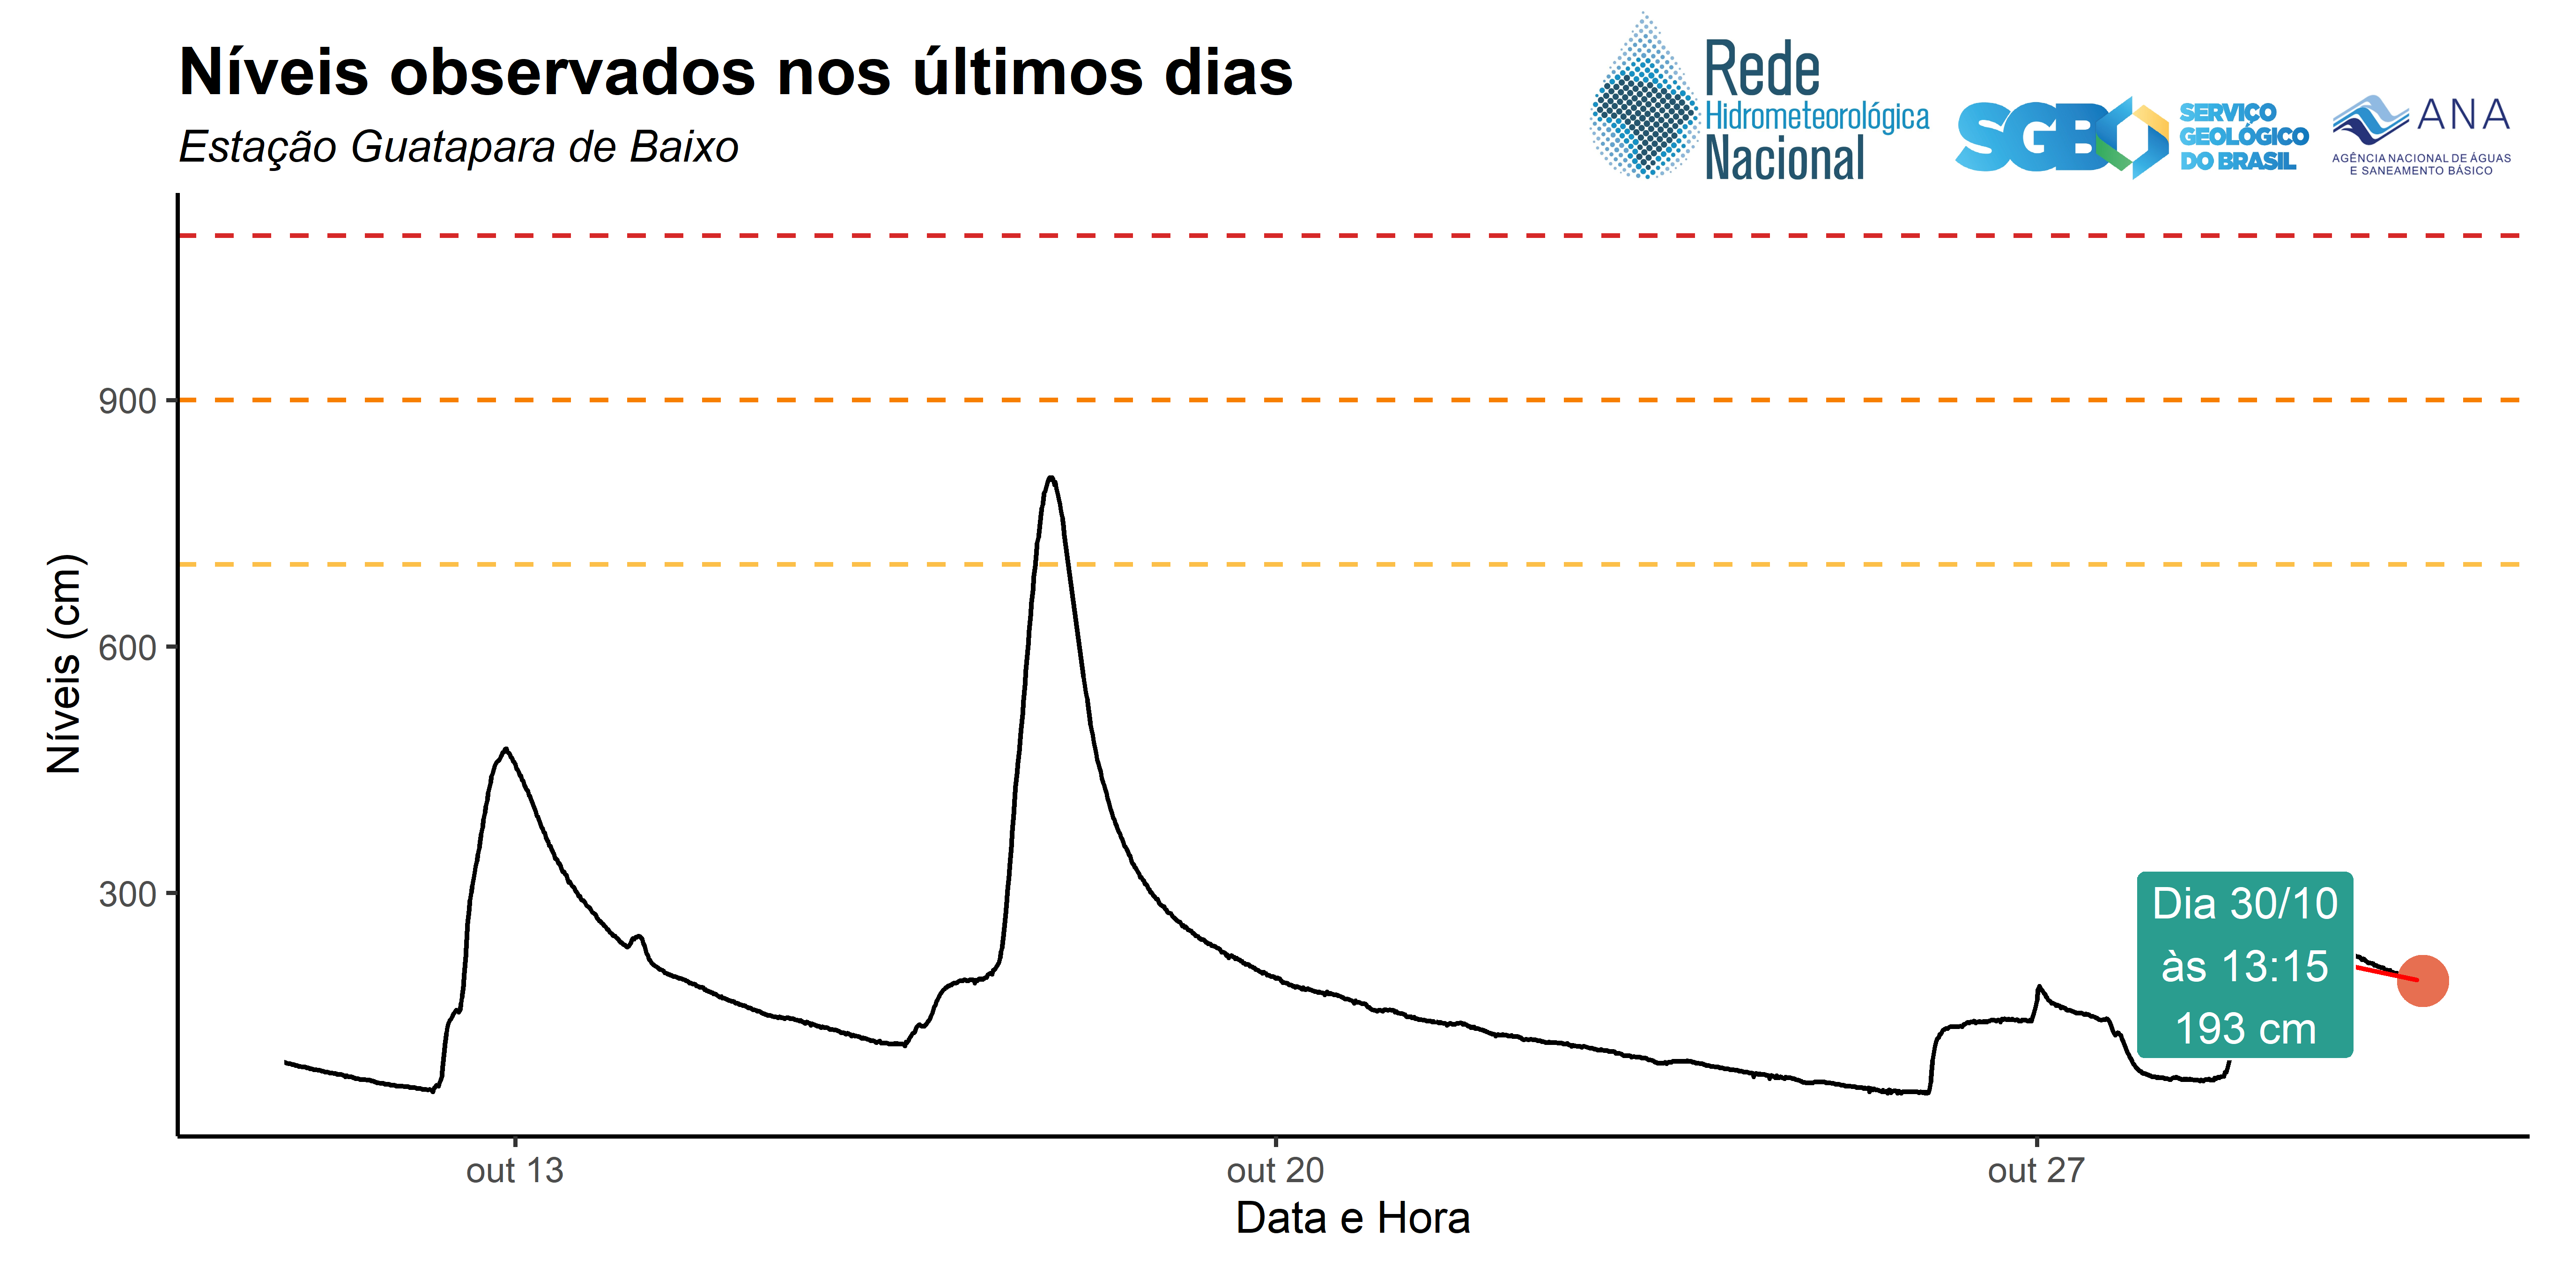 Níveis observados nos últimos dias
Estação Guatapara de Baixo
Rede
Hidrometeorológica
Nacional
SGB
SERVIÇO
GEOLÓGICO
DO BRASIL
ANA
AGÊNCIA NACIONAL DE ÁGUAS
E SANEAMENTO BÁSICO
Níveis (cm)
900
600
300
Dia 30/10
às 13:15
193 cm
out 13
out 20
out 27
Data e Hora